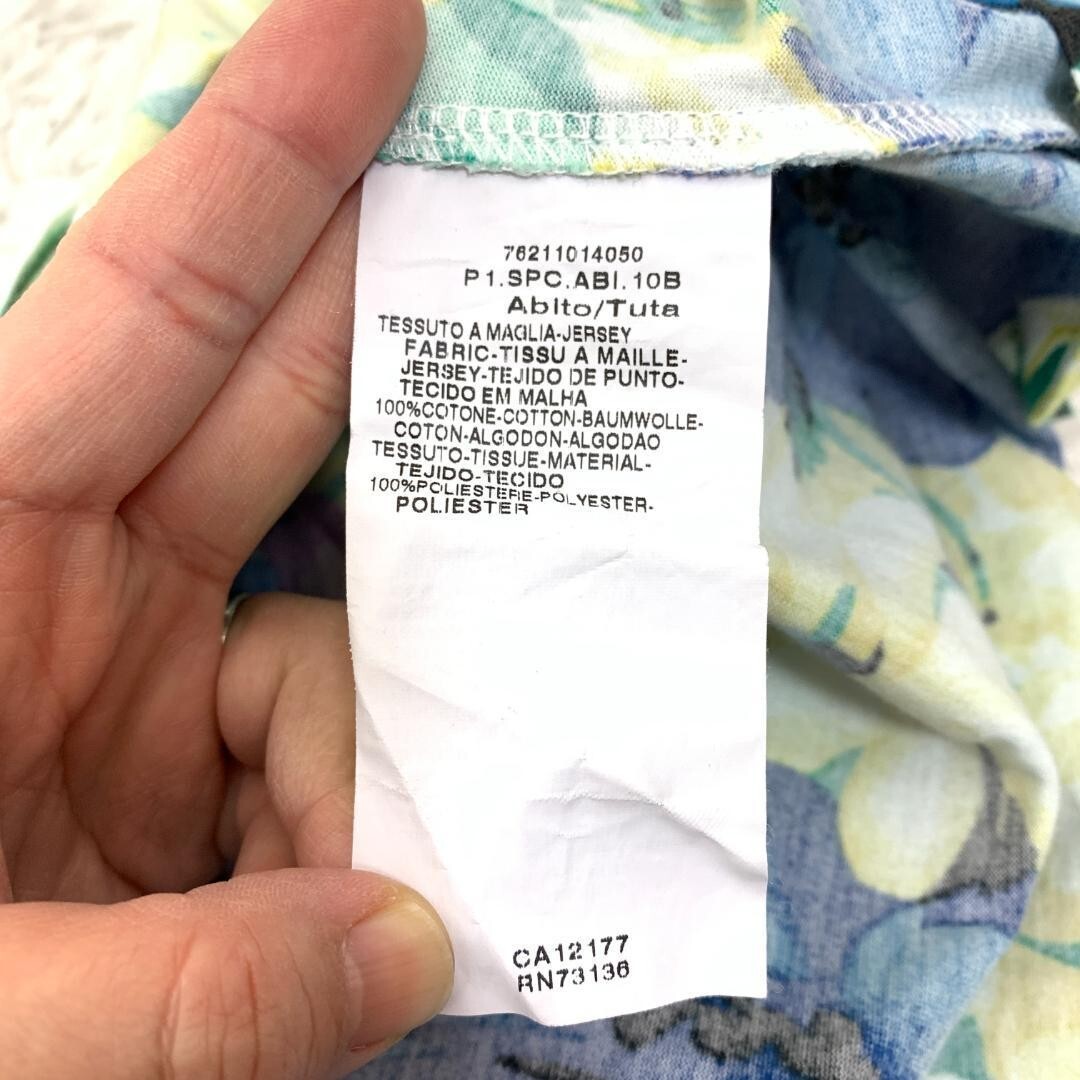 76211014050
P1.SPC.ABI.10B
Abito/Tuta
TESSUTO A MAGLIA-JERSEY
FABRIC-TISSU A MAILLE-
JERSEY-TEJIDO DE PUNTO-
TECIDO EM MALHA
100%COTONE-COTTON-BAUMWOLLE-
COTON-ALGODON-ALGODAO
TESSUTO-TISSUE-MATERIAL-
TEJIDO-TECIDO
100%POLIESTERE-POLYESTER-
POLIESTER
CA12177
RN73136